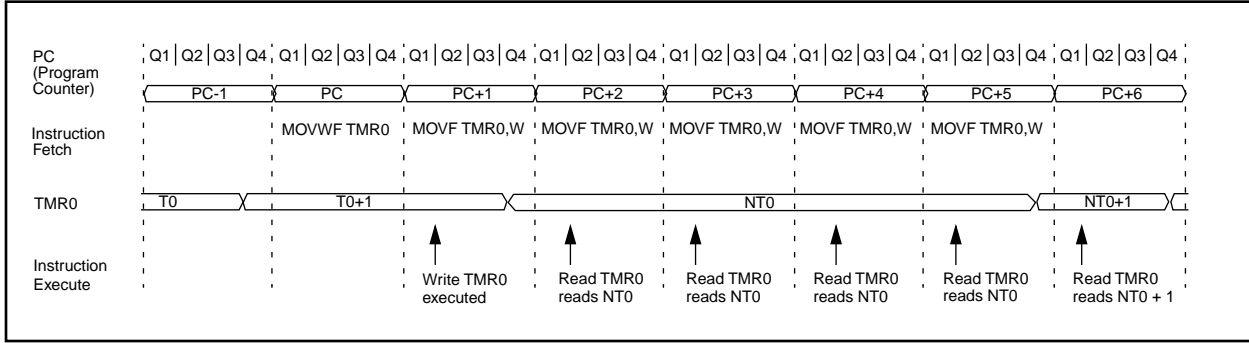 PC
(Program
Counter)
Q1 Q2 Q3 Q4 Q1 Q2 Q3 Q4 Q1 Q2 Q3 Q4 Q1 Q2 Q3 Q4 Q1 Q2 Q3 Q4 Q1 Q2 Q3 Q4 Q1 Q2 Q3 Q4 Q1 Q2 Q3 Q4
PC-1 PC PC+1 PC+2 PC+3 PC+4 PC+5 PC+6
Instruction
Fetch
MOVWF TMR0 MOVF TMR0,W MOVF TMR0,W MOVF TMR0,W MOVF TMR0,W MOVF TMR0,W
TMR0
T0 T0+1 NT0 NT0+1
Instruction
Execute
Write TMR0
executed
Read TMR0
reads NT0
Read TMR0
reads NT0
Read TMR0
reads NT0
Read TMR0
reads NT0
Read TMR0
reads NT0 + 1